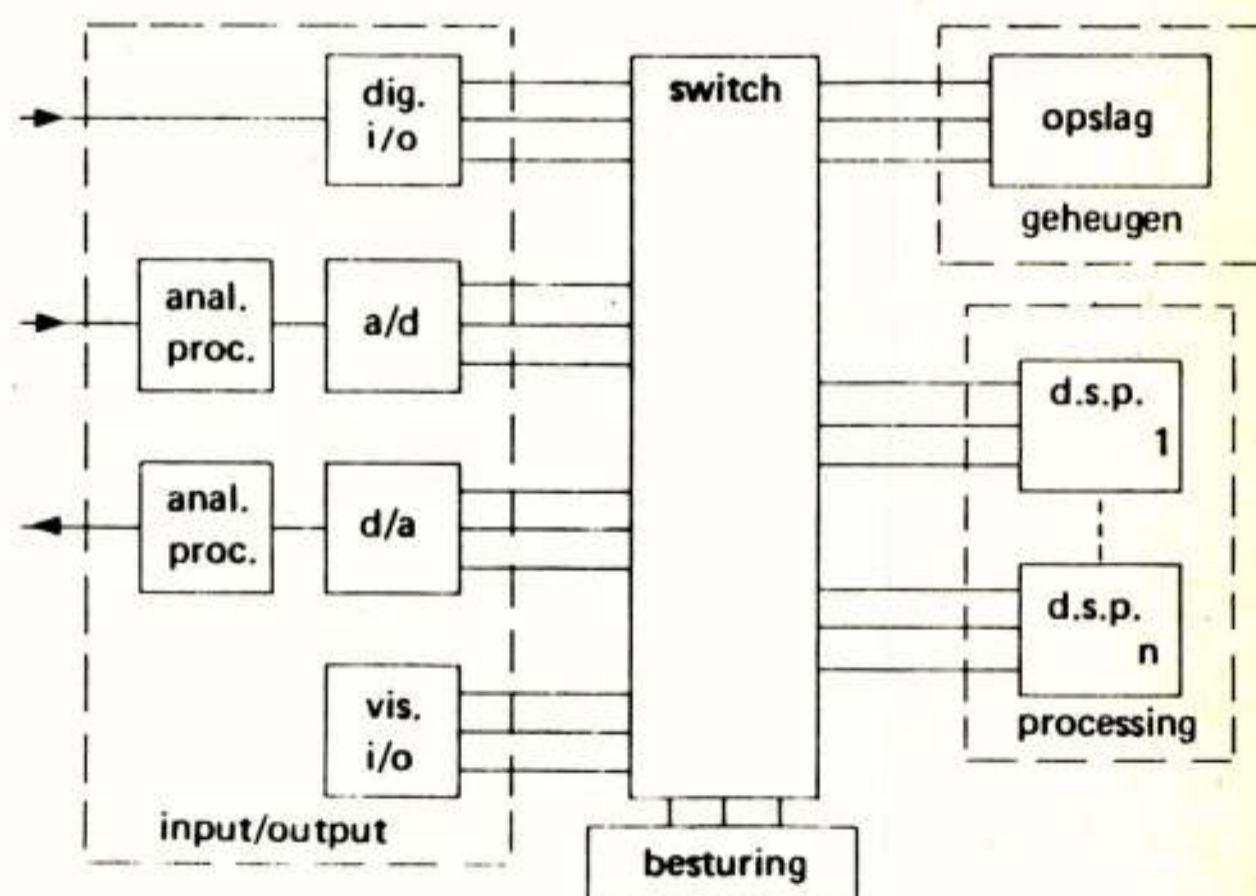 dig.
i/o
switch
opslag
geheugen
anal.
proc.
a/d
d.s.p.
1
anal.
proc.
d/a
d.s.p.
n
processing
vis.
i/o
input/output
besturing